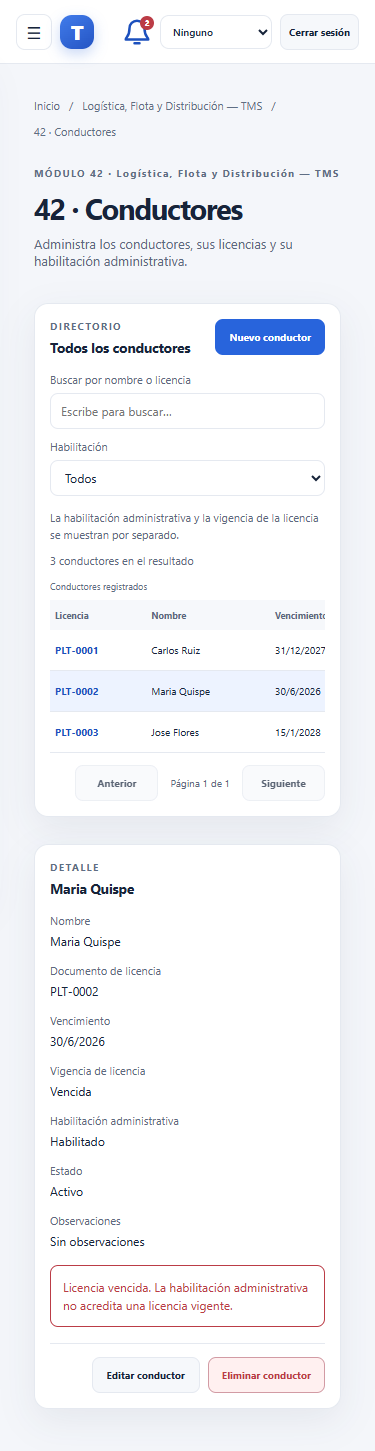 ☰ T 2 Ninguno Cerrar sesión
Inicio / Logística, Flota y Distribución — TMS /
42 · Conductores
MÓDULO 42 · Logística, Flota y Distribución — TMS
42 · Conductores
Administra los conductores, sus licencias y su
habilitación administrativa.
DIRECTORIO
Todos los conductores
Nuevo conductor
Buscar por nombre o licencia
Escribe para buscar...
Habilitación
Todos
La habilitación administrativa y la vigencia de la licencia
se muestran por separado.
3 conductores en el resultado
Conductores registrados
Licencia Nombre Vencimiento
PLT-0001 Carlos Ruiz 31/12/2027
PLT-0002 Maria Quispe 30/6/2026
PLT-0003 Jose Flores 15/1/2028
Anterior Página 1 de 1 Siguiente
DETALLE
Maria Quispe
Nombre
Maria Quispe
Documento de licencia
PLT-0002
Vencimiento
30/6/2026
Vigencia de licencia
Vencida
Habilitación administrativa
Habilitado
Estado
Activo
Observaciones
Sin observaciones
Licencia vencida. La habilitación administrativa
no acredita una licencia vigente.
Editar conductor Eliminar conductor